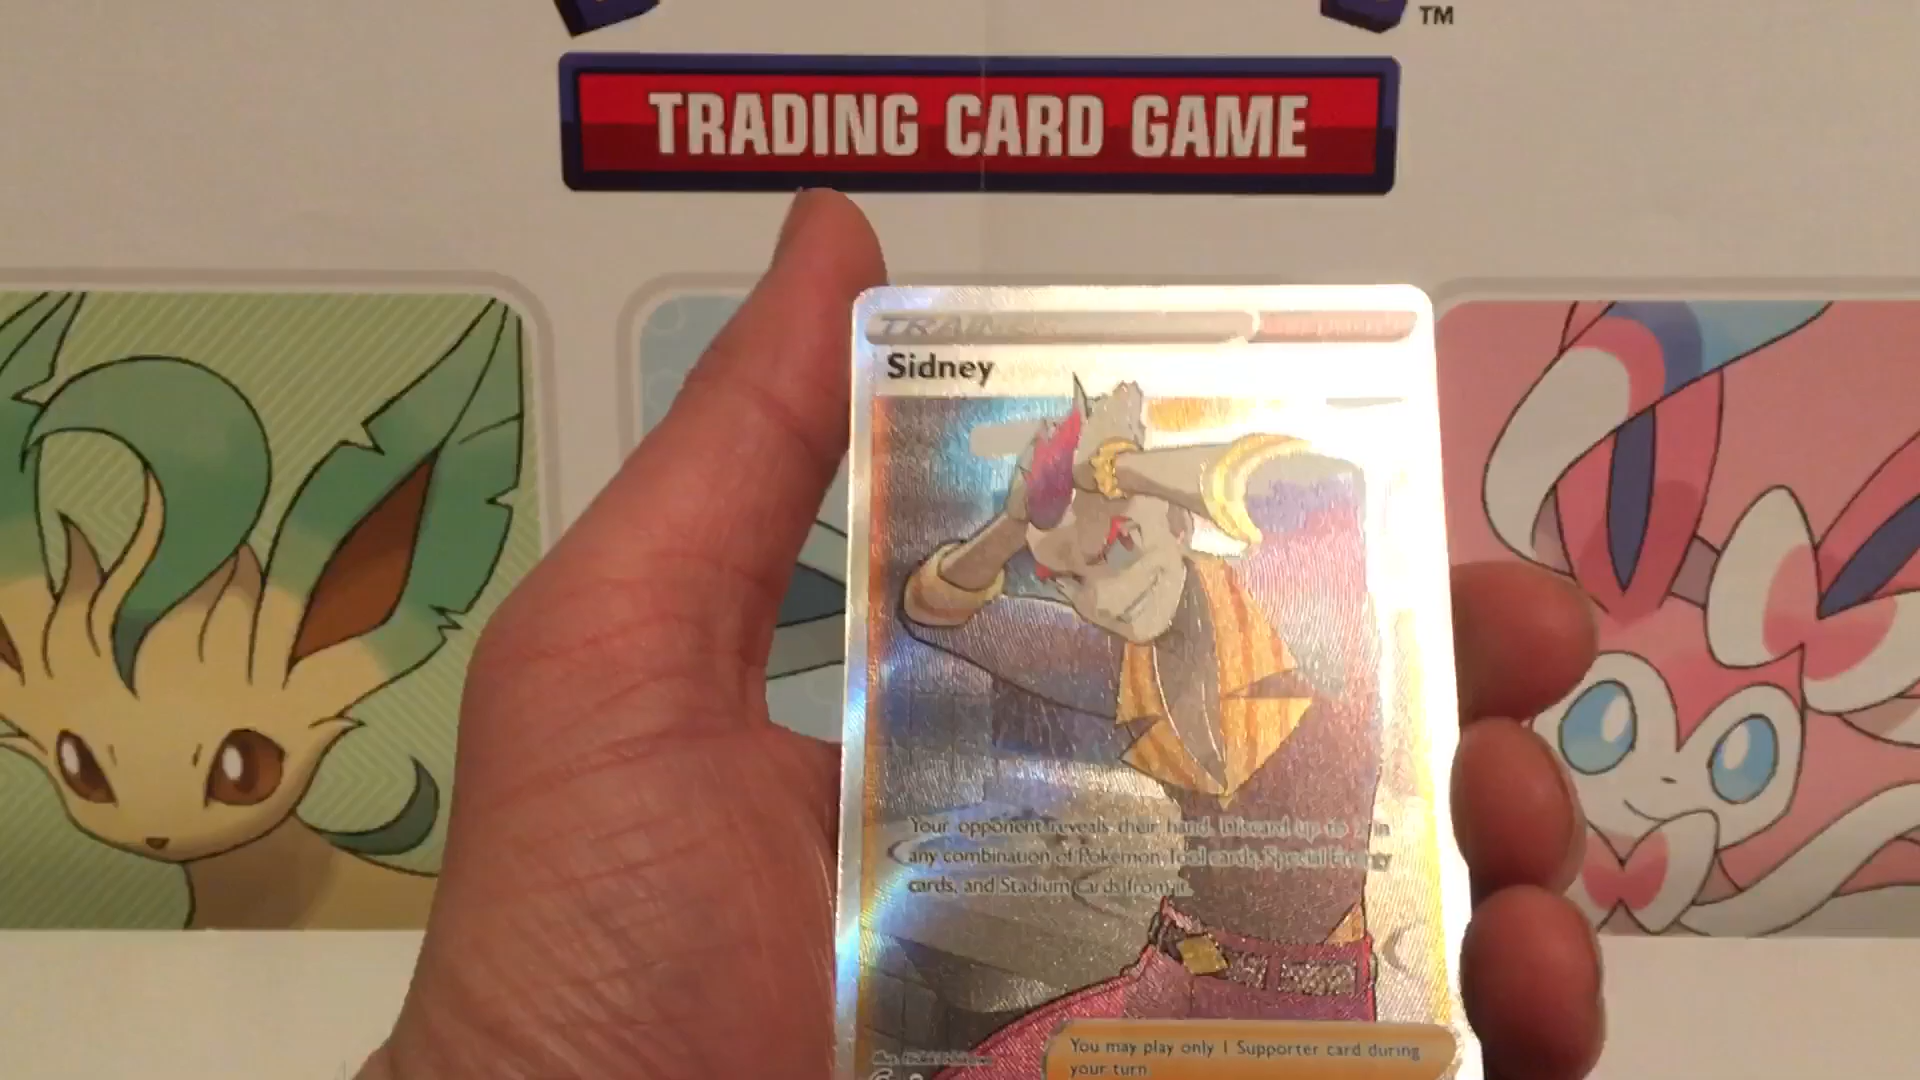 TM
TRADING CARD GAME
TRAINER
Sidney
Your opponent reveals their hand. Discard up to 2 in
any combination of Pokémon Tool cards, Special Energy
cards, and Stadium Cards from it.
Illus.
You may play only 1 Supporter card during
your turn